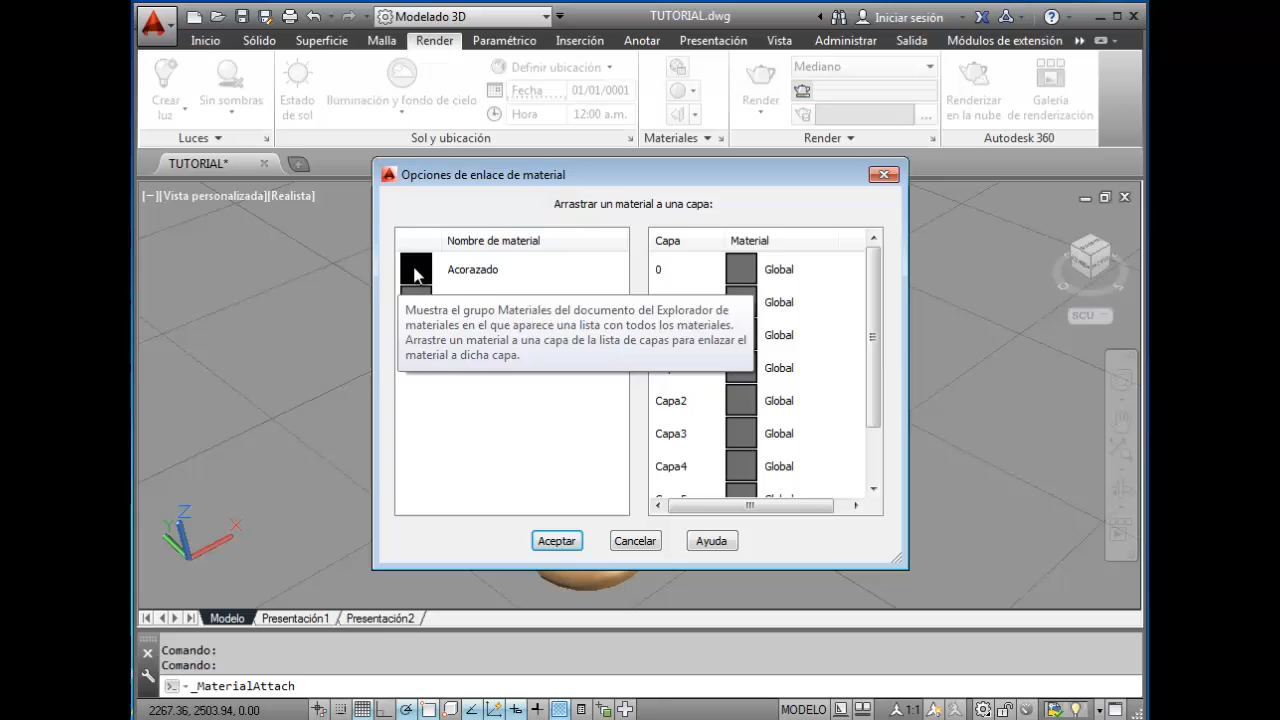 Modelado 3D
TUTORIAL.dwg
Iniciar sesión
Inicio Sólido Superficie Malla Render Paramétrico Inserción Anotar Presentación Vista Administrar Salida Módulos de extensión
Crear luz
Sin sombras
Estado de sol
Iluminación y fondo de cielo
Definir ubicación
Fecha 01/01/0001
Hora 12:00 a.m.
Render
Mediano
Renderizar en la nube
Galería de renderización
Luces Sol y ubicación Materiales Render Autodesk 360
TUTORIAL*
[−][Vista personalizada][Realista]
Opciones de enlace de material
Arrastrar un material a una capa:
Nombre de material
Acorazado
Muestra el grupo Materiales del documento del Explorador de
materiales en el que aparece una lista con todos los materiales.
Arrastre un material a una capa de la lista de capas para enlazar el
material a dicha capa.
Capa Material
0 Global
Global
Global
Global
Capa2 Global
Capa3 Global
Capa4 Global
Aceptar Cancelar Ayuda
SCU
Z
Y
X
Modelo Presentación1 Presentación2
Comando:
Comando:
-_MaterialAttach
2267.36, 2503.94, 0.00
MODELO
1:1